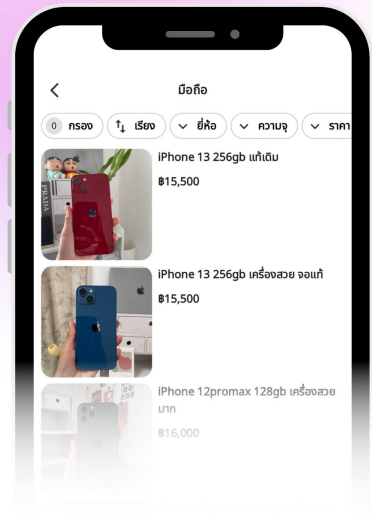 มือถือ
0 กรอง
เรียง
ยี่ห้อ
ความจุ
ราคา
iPhone 13 256gb แท้เดิม
฿15,500
PRADA
iPhone 13 256gb เครื่องสวย จอแท้
฿15,500
iPhone 12promax 128gb เครื่องสวย
มาก
฿16,000